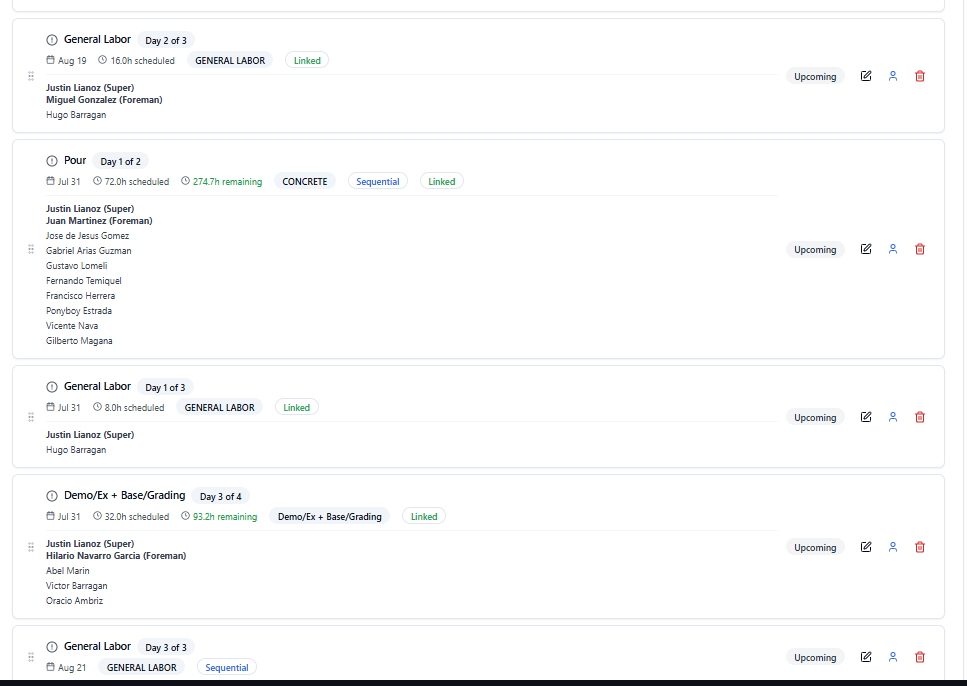 General Labor Day 2 of 3
Aug 19 16.0h scheduled GENERAL LABOR Linked
Upcoming
Justin Lianoz (Super)
Miguel Gonzalez (Foreman)
Hugo Barragan
Pour Day 1 of 2
Jul 31 72.0h scheduled 274.7h remaining CONCRETE Sequential Linked
Justin Lianoz (Super)
Juan Martinez (Foreman)
Jose de Jesus Gomez
Gabriel Arias Guzman
Upcoming
Gustavo Lomeli
Fernando Temiquel
Francisco Herrera
Ponyboy Estrada
Vicente Nava
Gilberto Magana
General Labor Day 1 of 3
Jul 31 8.0h scheduled GENERAL LABOR Linked
Upcoming
Justin Lianoz (Super)
Hugo Barragan
Demo/Ex + Base/Grading Day 3 of 4
Jul 31 32.0h scheduled 93.2h remaining Demo/Ex + Base/Grading Linked
Justin Lianoz (Super)
Upcoming
Hilario Navarro Garcia (Foreman)
Abel Marin
Victor Barragan
Oracio Ambriz
General Labor Day 3 of 3
Upcoming
Aug 21 GENERAL LABOR Sequential